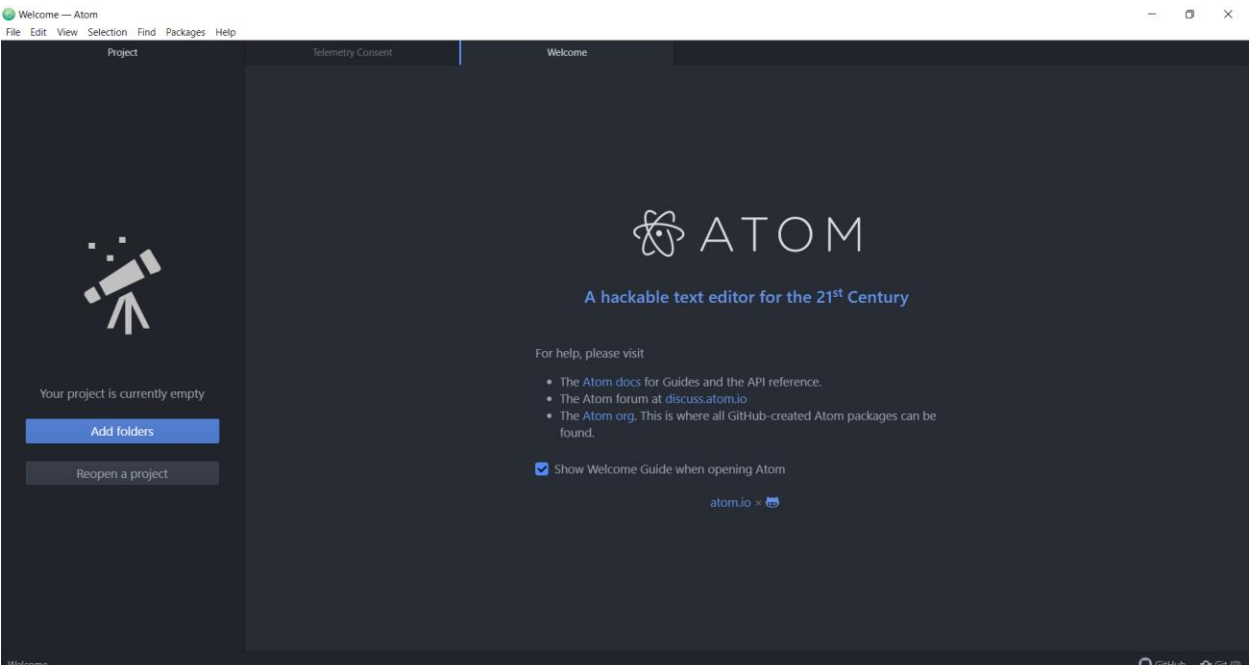 Welcome — Atom
File Edit View Selection Find Packages Help
Project
Telemetry Consent
Welcome
ATOM
A hackable text editor for the 21st Century
For help, please visit
• The Atom docs for Guides and the API reference.
• The Atom forum at discuss.atom.io
• The Atom org. This is where all GitHub-created Atom packages can be
found.
Show Welcome Guide when opening Atom
atom.io ×
Your project is currently empty
Add folders
Reopen a project
Welcome
GitHub
Git (0)